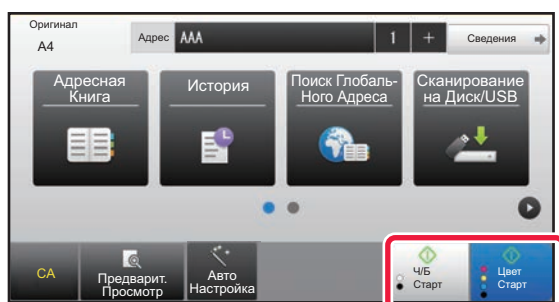 Оригинал
A4
Адрес AAA 1 + Сведения
Адресная
Книга
История
Поиск Глобаль-
Ного Адреса
Сканирование
на Диск/USB
CA
Предварит.
Просмотр
Авто
Настройка
Ч/Б
Старт
Цвет
Старт